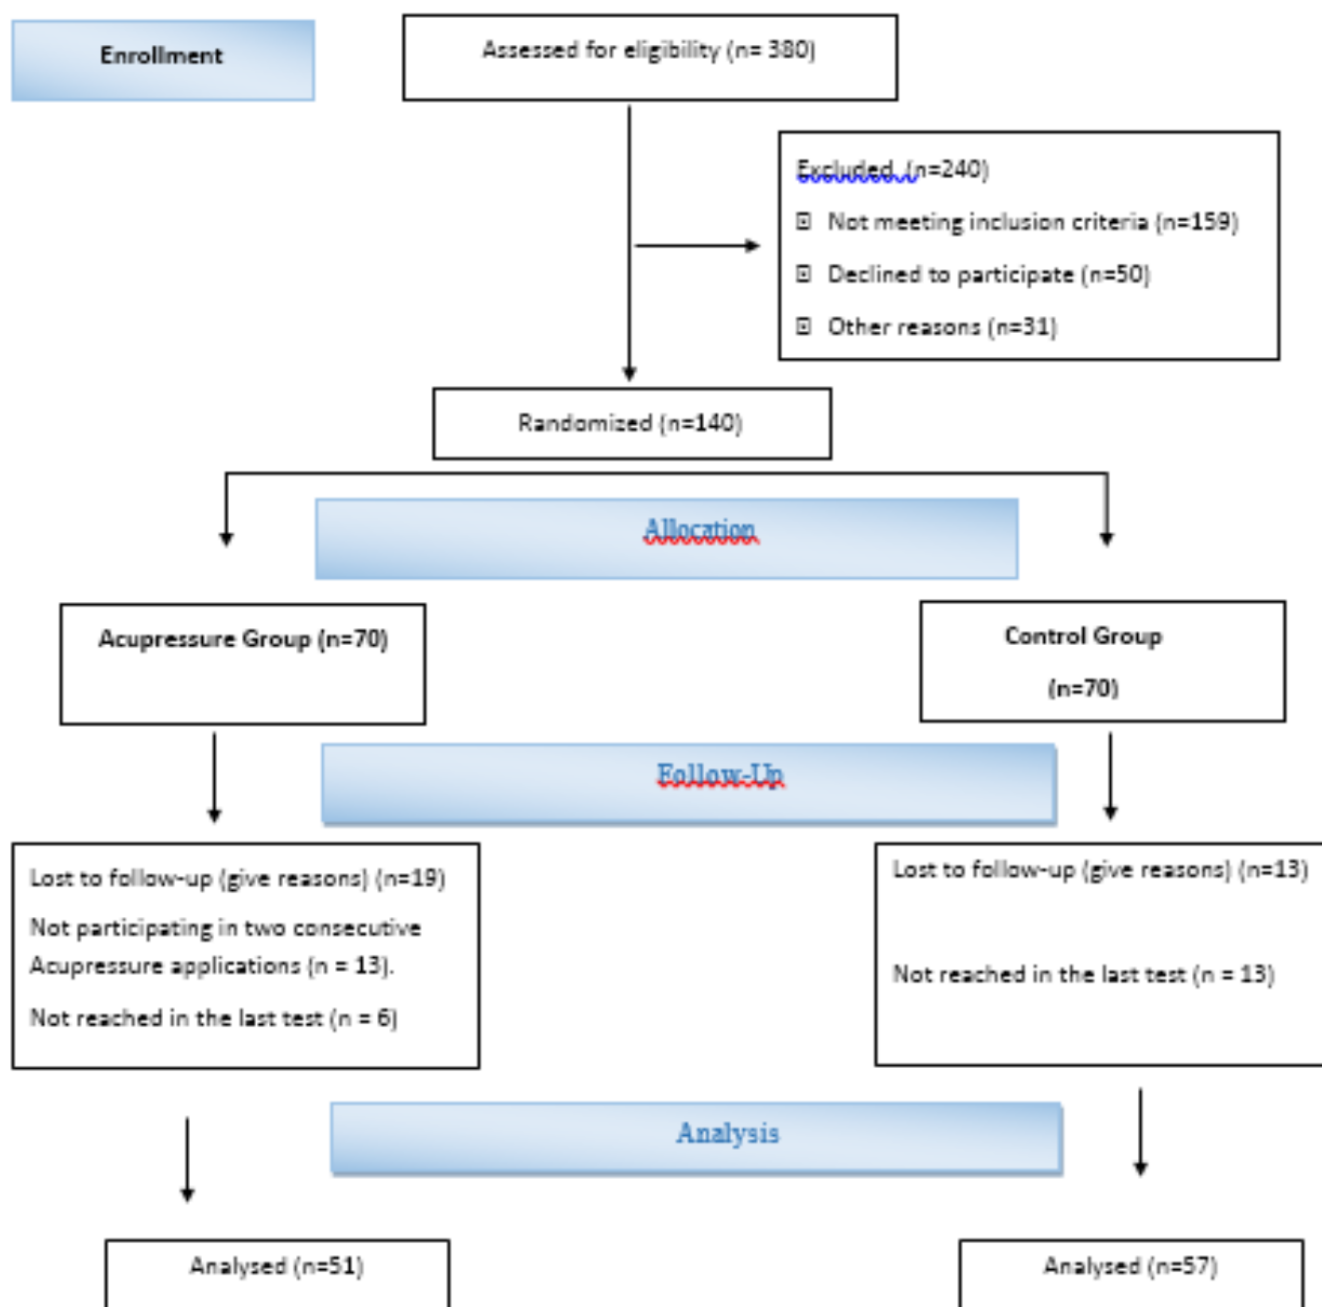 Enrollment
Assessed for eligibility (n= 380)
Excluded (n=240)
Not meeting inclusion criteria (n=159)
Declined to participate (n=50)
Other reasons (n=31)
Randomized (n=140)
Allocation
Acupressure Group (n=70)
Control Group
(n=70)
Follow-Up
Lost to follow-up (give reasons) (n=19)
Not participating in two consecutive
Acupressure applications (n = 13).
Not reached in the last test (n = 6)
Lost to follow-up (give reasons) (n=13)
Not reached in the last test (n = 13)
Analysis
Analysed (n=51)
Analysed (n=57)